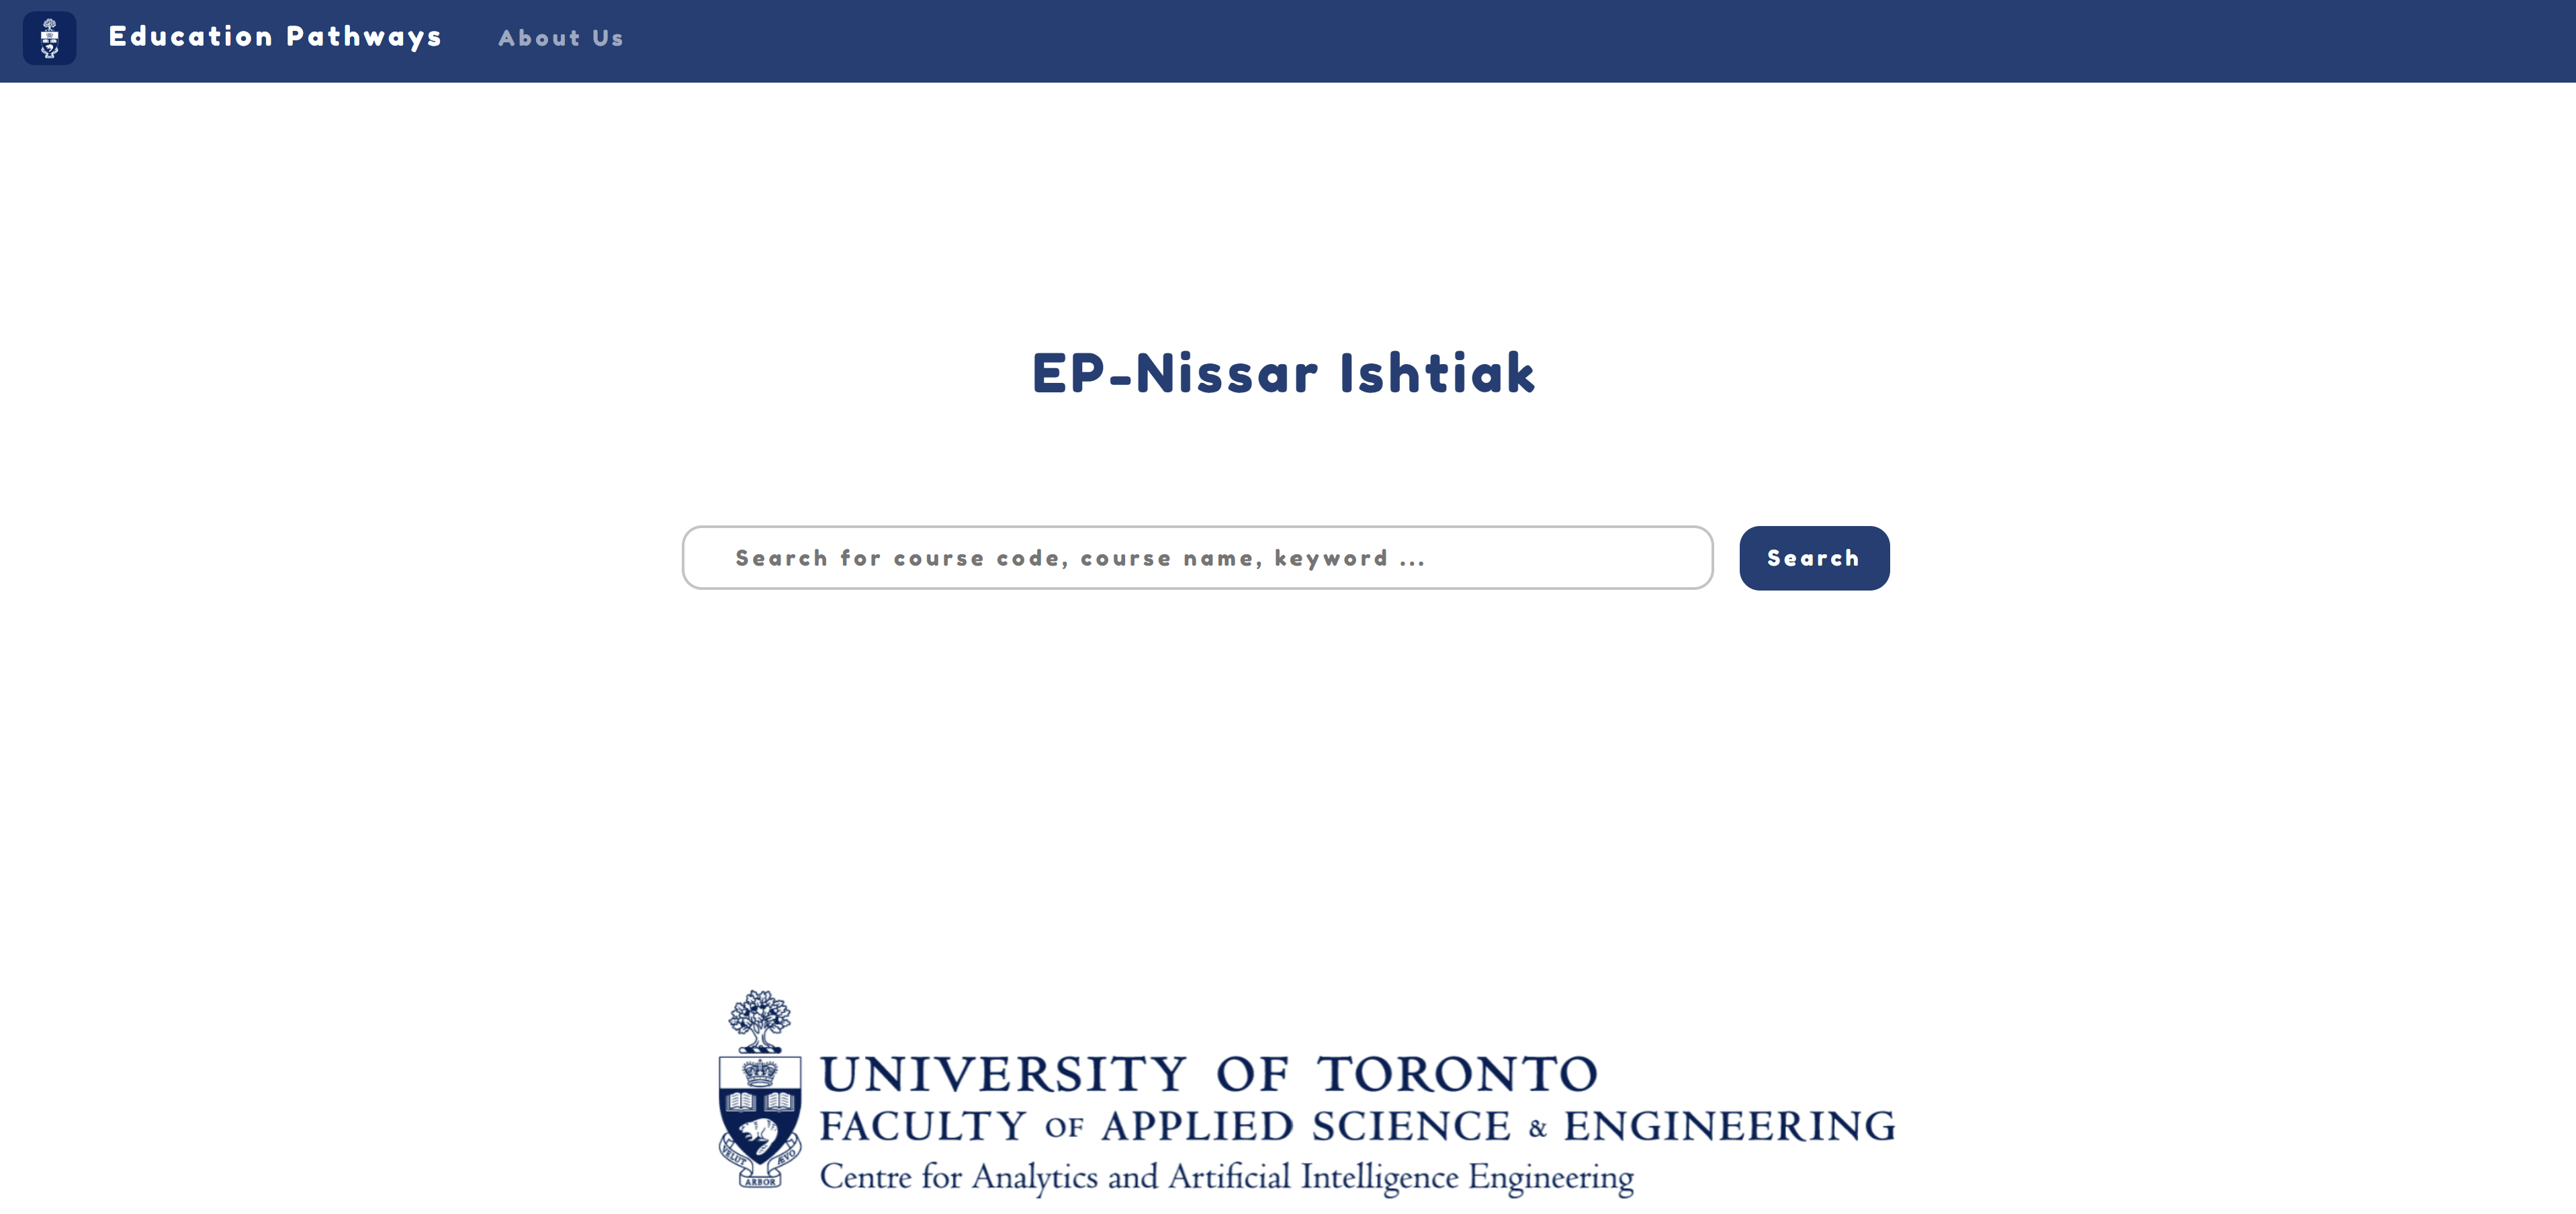 Education Pathways About Us
EP-Nissar Ishtiak
Search for course code, course name, keyword ... Search
UNIVERSITY OF TORONTO
FACULTY OF APPLIED SCIENCE & ENGINEERING
Centre for Analytics and Artificial Intelligence Engineering
VELUT ARBOR ÆVO